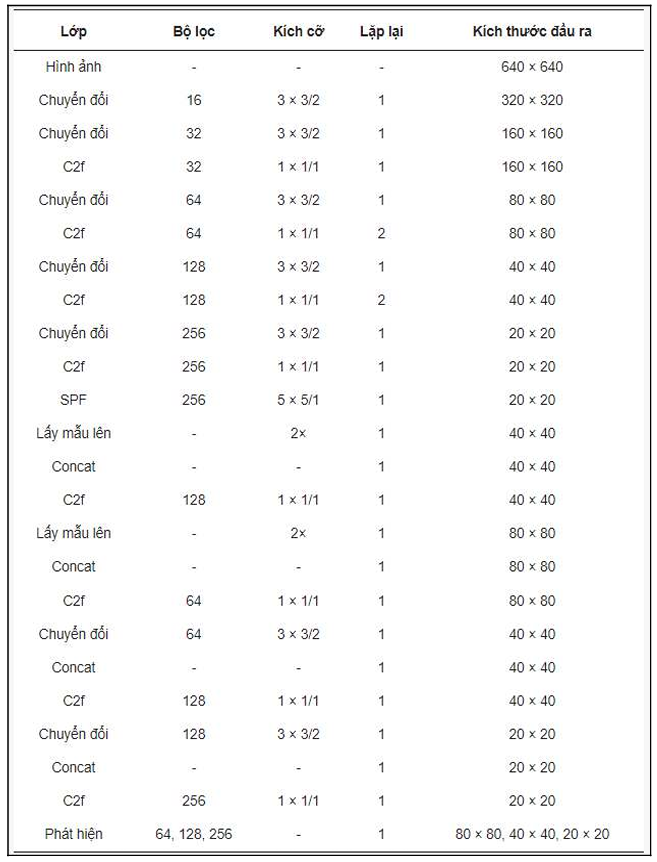 Lớp Bộ lọc Kích cỡ Lặp lại Kích thước đầu ra
Hình ảnh - - - 640 × 640
Chuyển đổi 16 3 × 3/2 1 320 × 320
Chuyển đổi 32 3 × 3/2 1 160 × 160
C2f 32 1 × 1/1 1 160 × 160
Chuyển đổi 64 3 × 3/2 1 80 × 80
C2f 64 1 × 1/1 2 80 × 80
Chuyển đổi 128 3 × 3/2 1 40 × 40
C2f 128 1 × 1/1 2 40 × 40
Chuyển đổi 256 3 × 3/2 1 20 × 20
C2f 256 1 × 1/1 1 20 × 20
SPF 256 5 × 5/1 1 20 × 20
Lấy mẫu lên - 2× 1 40 × 40
Concat - - 1 40 × 40
C2f 128 1 × 1/1 1 40 × 40
Lấy mẫu lên - 2× 1 80 × 80
Concat - - 1 80 × 80
C2f 64 1 × 1/1 1 80 × 80
Chuyển đổi 64 3 × 3/2 1 40 × 40
Concat - - 1 40 × 40
C2f 128 1 × 1/1 1 40 × 40
Chuyển đổi 128 3 × 3/2 1 20 × 20
Concat - - 1 20 × 20
C2f 256 1 × 1/1 1 20 × 20
Phát hiện 64, 128, 256 - 1 80 × 80, 40 × 40, 20 × 20